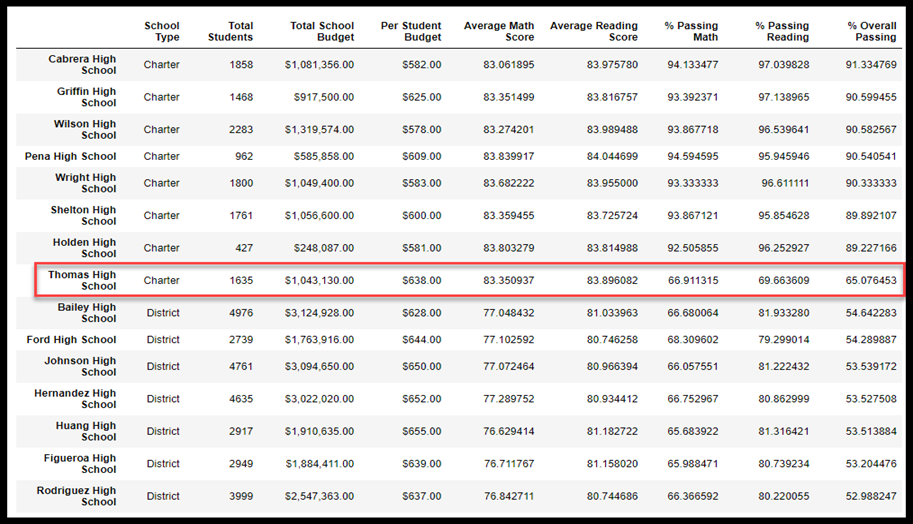 School Type Total Students Total School Budget Per Student Budget Average Math Score Average Reading Score % Passing Math % Passing Reading % Overall Passing
Cabrera High School Charter 1858 $1,081,356.00 $582.00 83.061895 83.975780 94.133477 97.039828 91.334769
Griffin High School Charter 1468 $917,500.00 $625.00 83.351499 83.816757 93.392371 97.138965 90.599455
Wilson High School Charter 2283 $1,319,574.00 $578.00 83.274201 83.989488 93.867718 96.539641 90.582567
Pena High School Charter 962 $585,858.00 $609.00 83.839917 84.044699 94.594595 95.945946 90.540541
Wright High School Charter 1800 $1,049,400.00 $583.00 83.682222 83.955000 93.333333 96.611111 90.333333
Shelton High School Charter 1761 $1,056,600.00 $600.00 83.359455 83.725724 93.867121 95.854628 89.892107
Holden High School Charter 427 $248,087.00 $581.00 83.803279 83.814988 92.505855 96.252927 89.227166
Thomas High School Charter 1635 $1,043,130.00 $638.00 83.350937 83.896082 66.911315 69.663609 65.076453
Bailey High School District 4976 $3,124,928.00 $628.00 77.048432 81.033963 66.680064 81.933280 54.642283
Ford High School District 2739 $1,763,916.00 $644.00 77.102592 80.746258 68.309602 79.299014 54.289887
Johnson High School District 4761 $3,094,650.00 $650.00 77.072464 80.966394 66.057551 81.222432 53.539172
Hernandez High School District 4635 $3,022,020.00 $652.00 77.289752 80.934412 66.752967 80.862999 53.527508
Huang High School District 2917 $1,910,635.00 $655.00 76.629414 81.182722 65.683922 81.316421 53.513884
Figueroa High School District 2949 $1,884,411.00 $639.00 76.711767 81.158020 65.988471 80.739234 53.204476
Rodriguez High School District 3999 $2,547,363.00 $637.00 76.842711 80.744686 66.366592 80.220055 52.988247